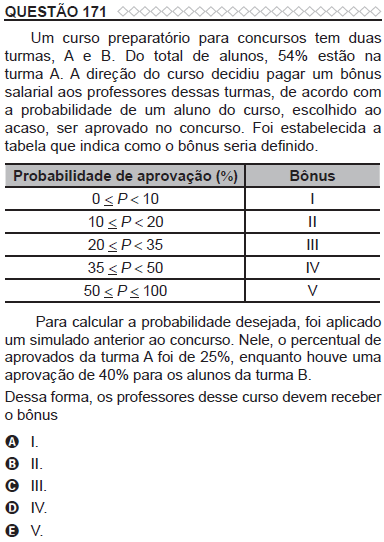 QUESTÃO 171
Um curso preparatório para concursos tem duas
turmas, A e B. Do total de alunos, 54% estão na
turma A. A direção do curso decidiu pagar um bônus
salarial aos professores dessas turmas, de acordo com
a probabilidade de um aluno do curso, escolhido ao
acaso, ser aprovado no concurso. Foi estabelecida a
tabela que indica como o bônus seria definido.
Probabilidade de aprovação (%) Bônus
0 ≤ P < 10 I
10 ≤ P < 20 II
20 ≤ P < 35 III
35 ≤ P < 50 IV
50 ≤ P ≤ 100 V
Para calcular a probabilidade desejada, foi aplicado
um simulado anterior ao concurso. Nele, o percentual de
aprovados da turma A foi de 25%, enquanto houve uma
aprovação de 40% para os alunos da turma B.
Dessa forma, os professores desse curso devem receber
o bônus
A I.
B II.
C III.
D IV.
E V.